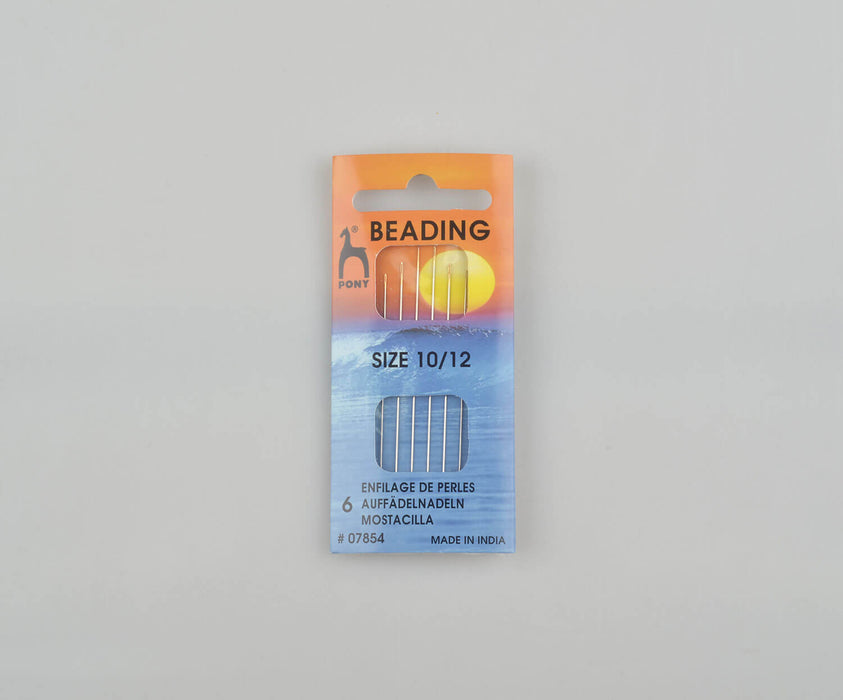 BEADING
®
PONY
SIZE 10/12
6
ENFILAGE DE PERLES
AUFFÄDELNADELN
MOSTACILLA
# 07854
MADE IN INDIA